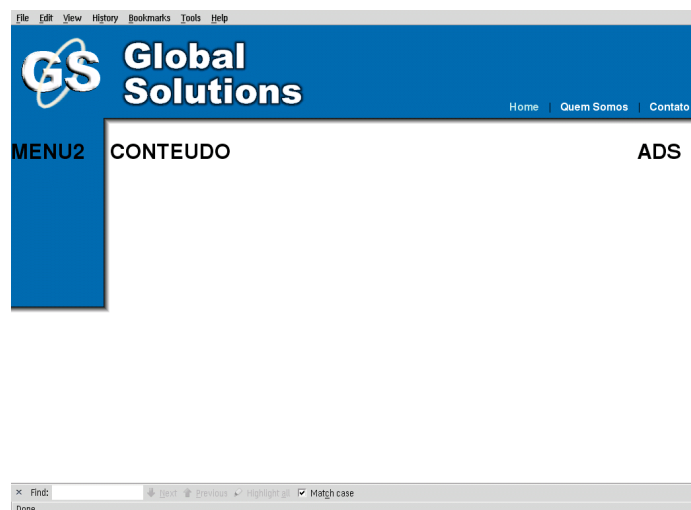 File Edit View History Bookmarks Tools Help
GS
Global
Solutions
Home | Quem Somos | Contato
MENU2 CONTEUDO ADS
× Find: Next Previous Highlight all Match case
Done